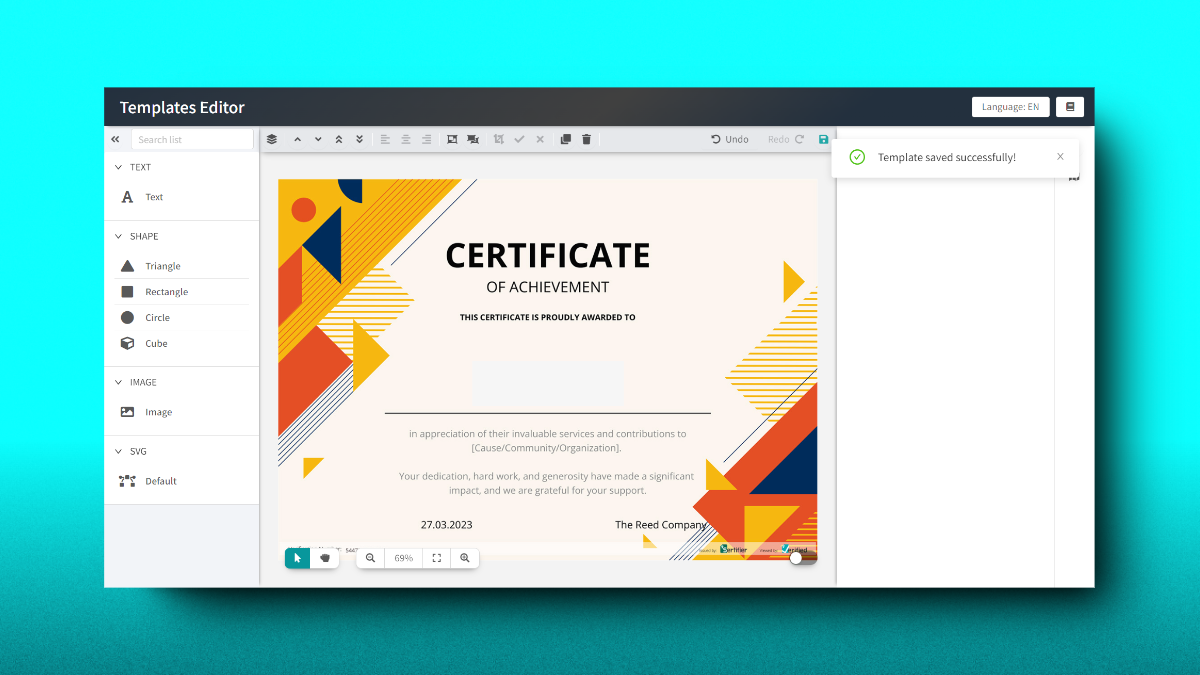 Templates Editor
Language: EN
Search list
Undo
Redo
Template saved successfully!
TEXT
Text
SHAPE
Triangle
Rectangle
Circle
Cube
IMAGE
Image
SVG
Default
CERTIFICATE
OF ACHIEVEMENT
THIS CERTIFICATE IS PROUDLY AWARDED TO
in appreciation of their invaluable services and contributions to
[Cause/Community/Organization].
Your dedication, hard work, and generosity have made a significant
impact, and we are grateful for your support.
27.03.2023
The Reed Company
69%